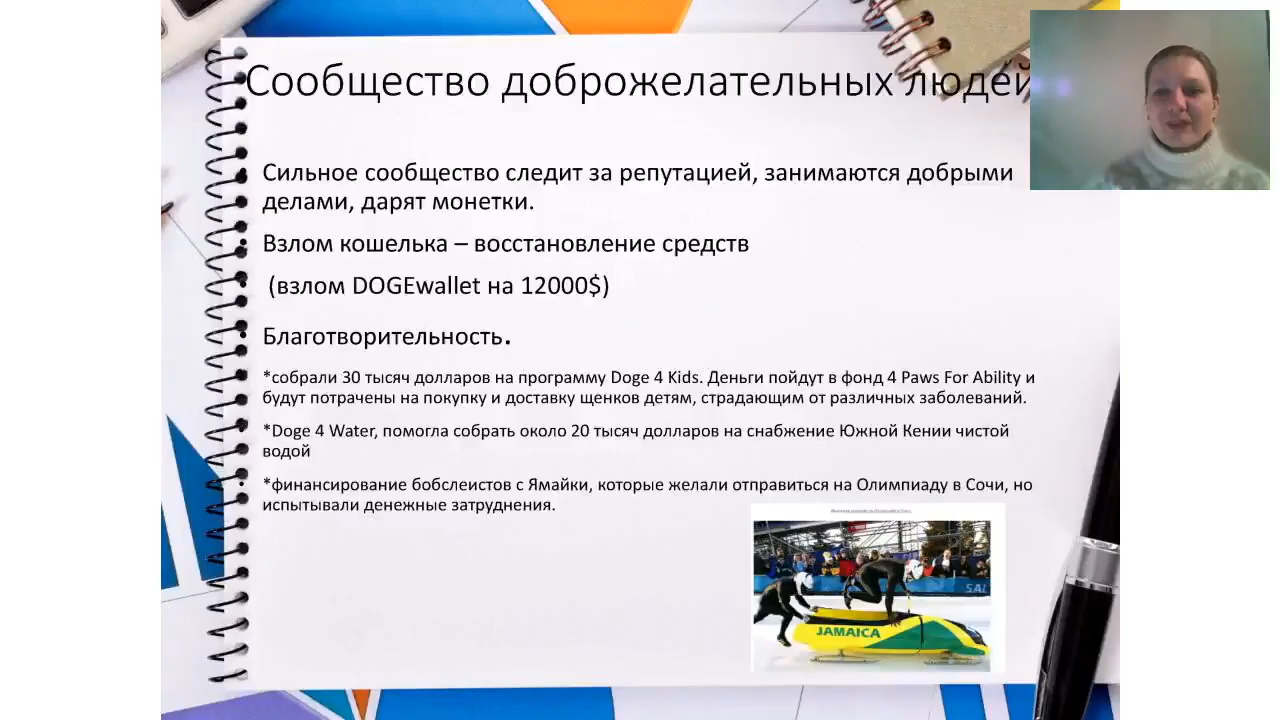 Сообщество доброжелательных людей
Сильное сообщество следит за репутацией, занимаются добрыми
делами, дарят монетки.
Взлом кошелька – восстановление средств
(взлом DOGEwallet на 12000$)
Благотворительность.
*собрали 30 тысяч долларов на программу Doge 4 Kids. Деньги пойдут в фонд 4 Paws For Ability и
будут потрачены на покупку и доставку щенков детям, страдающим от различных заболеваний.
*Doge 4 Water, помогла собрать около 20 тысяч долларов на снабжение Южной Кении чистой
водой
*финансирование бобслеистов с Ямайки, которые желали отправиться на Олимпиаду в Сочи, но
испытывали денежные затруднения.
JAMAICA